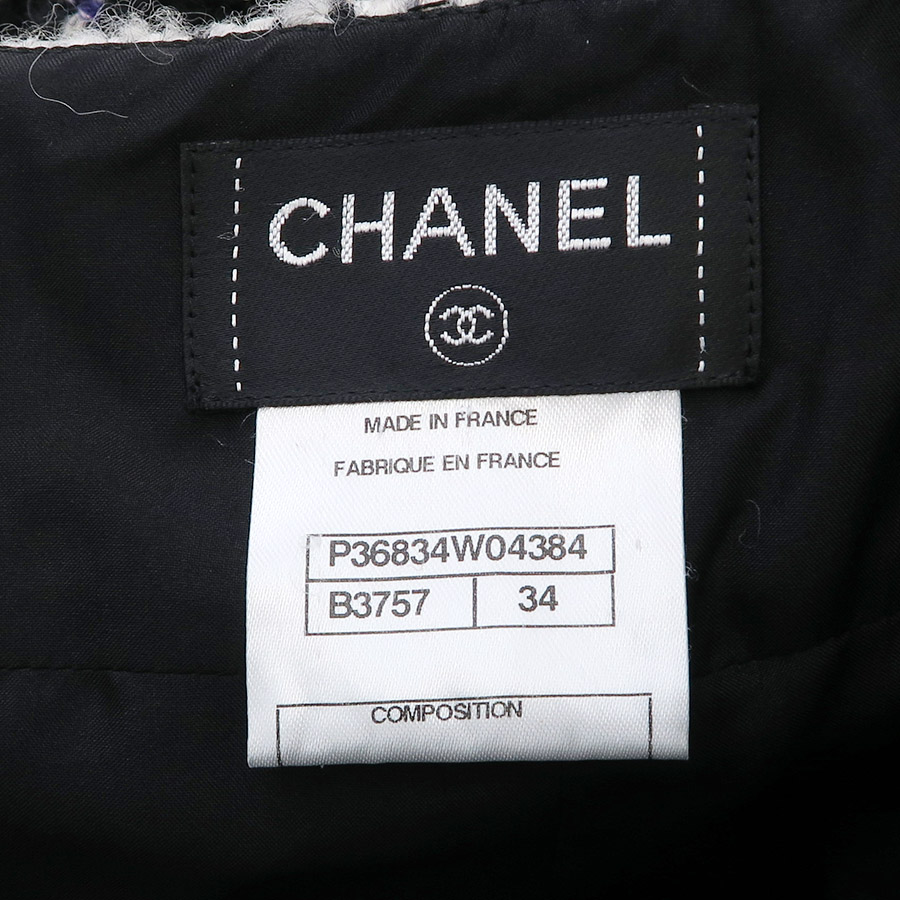 CHANEL
MADE IN FRANCE
FABRIQUE EN FRANCE
P36834W04384
B3757 34
COMPOSITION